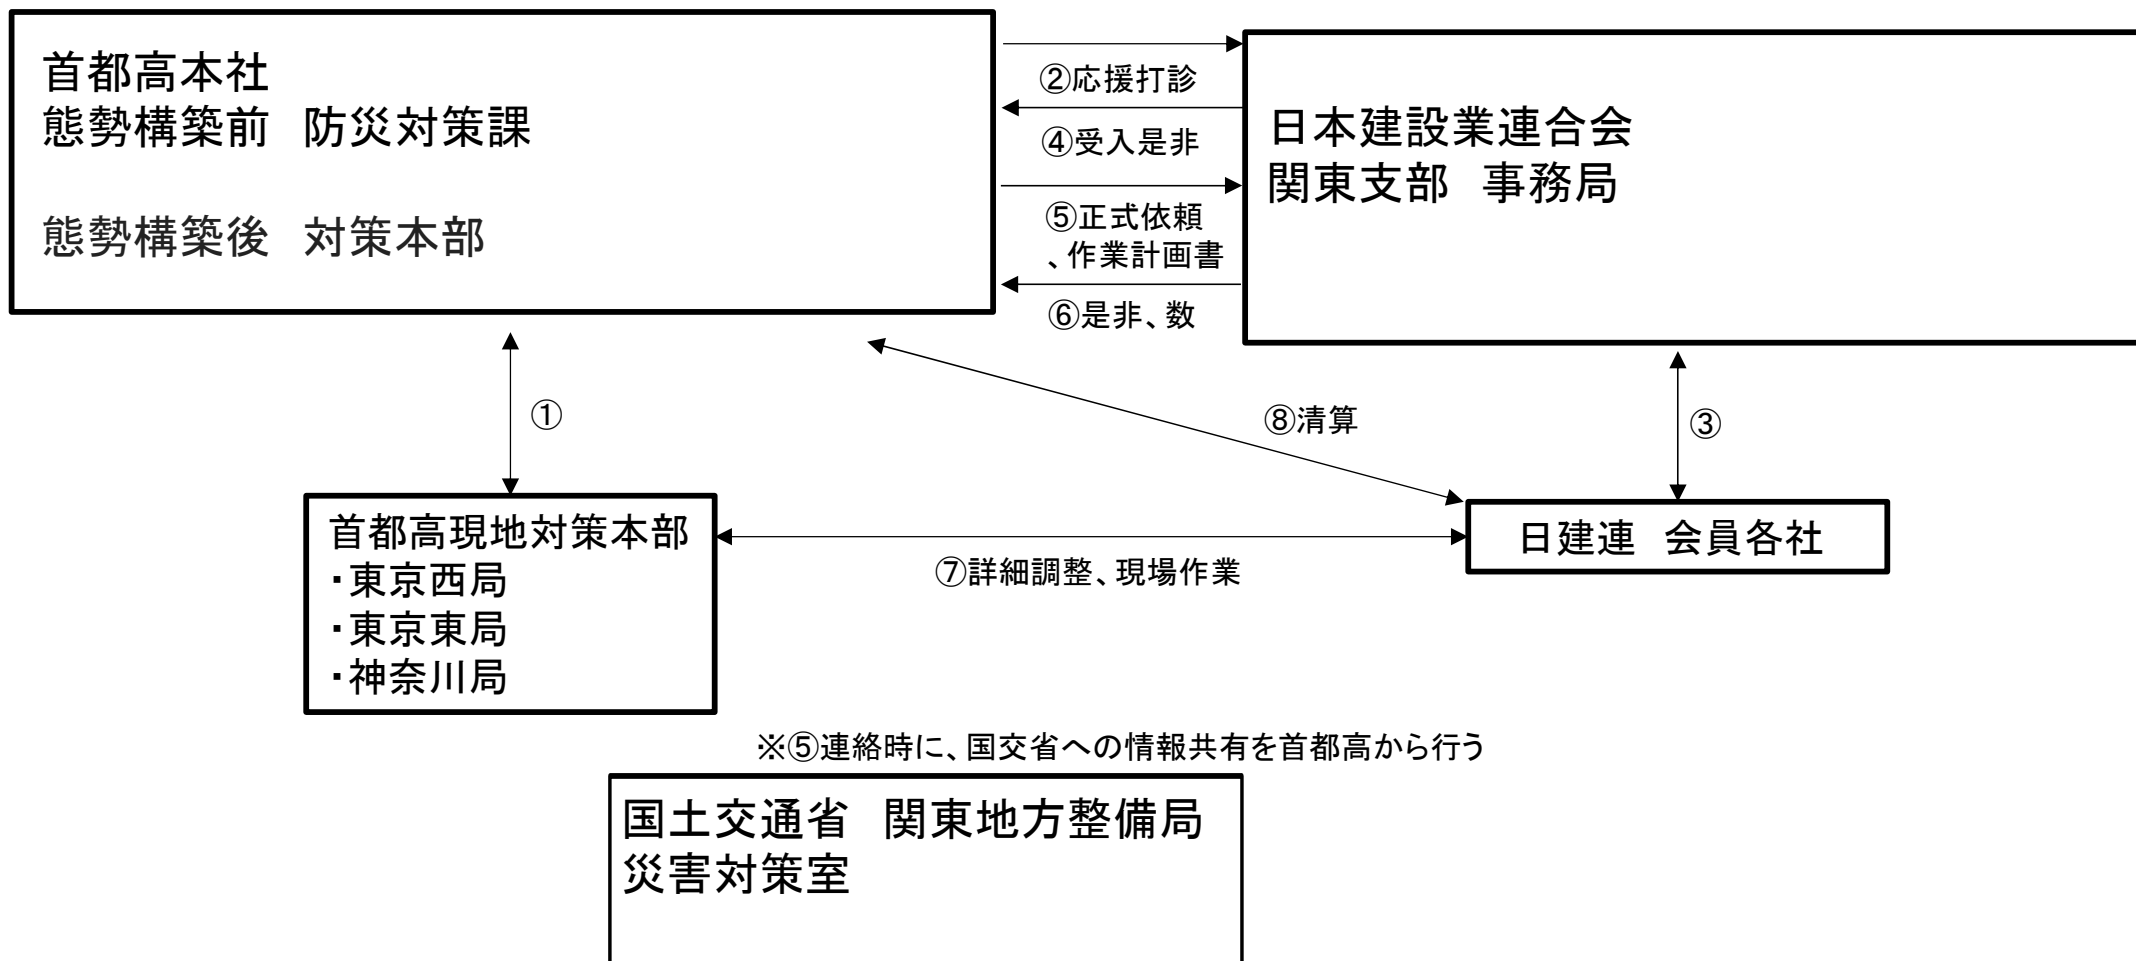 首都高本社
態勢構築前　防災対策課
態勢構築後　対策本部
②応援打診
④受入是非
⑤正式依頼
、作業計画書
⑥是非、数
日本建設業連合会
関東支部　事務局
①
⑧清算
③
首都高現地対策本部
・東京西局
・東京東局
・神奈川局
⑦詳細調整、現場作業
日建連　会員各社
※⑤連絡時に、国交省への情報共有を首都高から行う
国土交通省　関東地方整備局
災害対策室